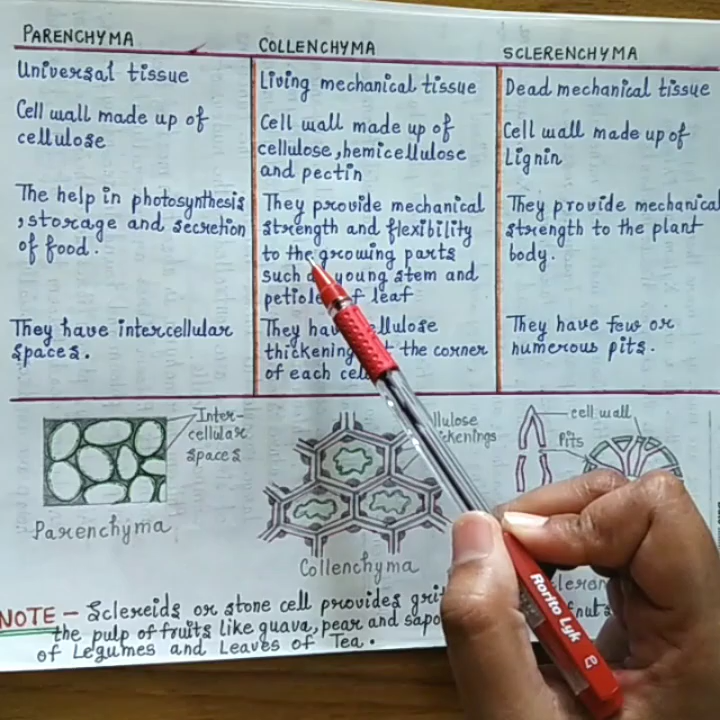 PARENCHYMA
Universal tissue
Cell wall made up of
cellulose
The help in photosynthesis
, storage and secretion
of food.
They have intercellular
spaces.
COLLENCHYMA
Living mechanical tissue
Cell wall made up of
cellulose, hemicellulose
and pectin
They provide mechanical
strength and flexibility
to the growing parts
such young stem and
petiole of leaf
They have
thickening the corner
of each
SCLERENCHYMA
Dead mechanical tissue
Cell wall made up of
Lignin
They provide mechanical
strength to the plant
body.
They have few or
numerous pits.
Inter-
cellular
spaces
Parenchyma
Collenchyma
cell wall
Pits
NOTE - Sclereids or stone cell provides
the pulp of fruits like guava, pear and
of Legumes and Leaves of Tea.
Rorito Lyk